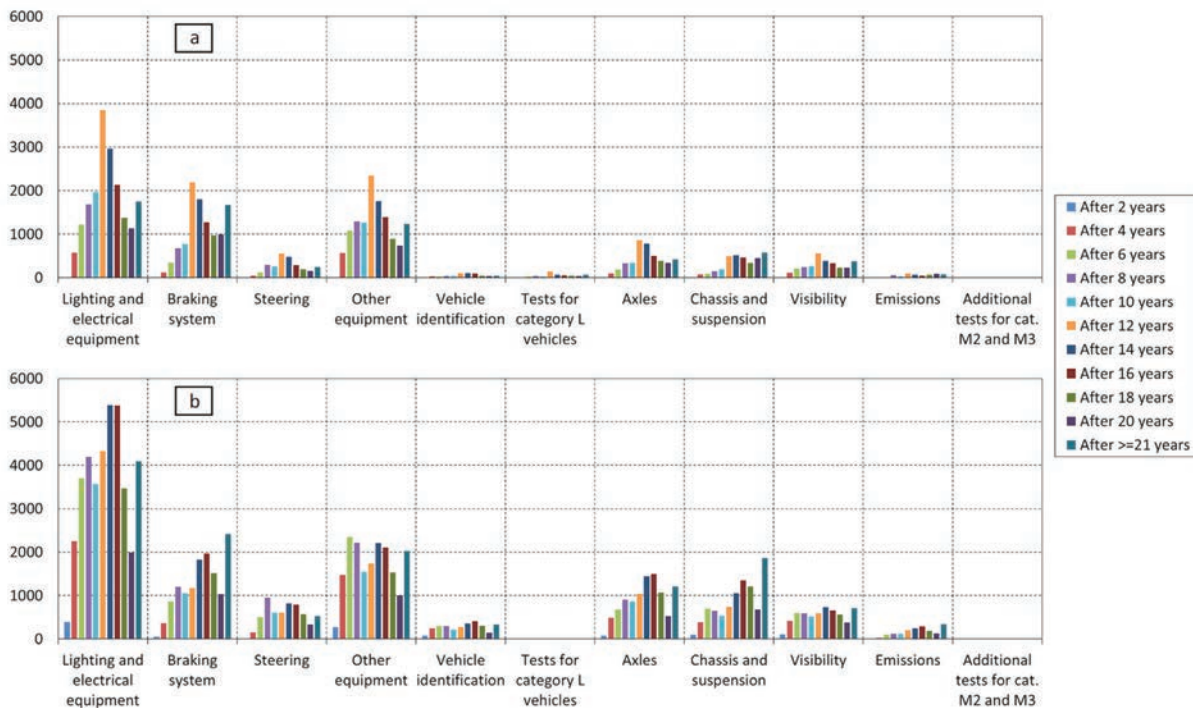 6000
5000
4000
3000
2000
1000
0
a
Lighting and
electrical
equipment
Braking
system
Steering
Other
equipment
Vehicle
identification
Tests for
category L
vehicles
Axles
Chassis and
suspension
Visibility
Emissions
Additional
tests for cat.
M2 and M3
6000
5000
4000
3000
2000
1000
0
b
Lighting and
electrical
equipment
Braking
system
Steering
Other
equipment
Vehicle
identification
Tests for
category L
vehicles
Axles
Chassis and
suspension
Visibility
Emissions
Additional
tests for cat.
M2 and M3
After 2 years
After 4 years
After 6 years
After 8 years
After 10 years
After 12 years
After 14 years
After 16 years
After 18 years
After 20 years
After >=21 years